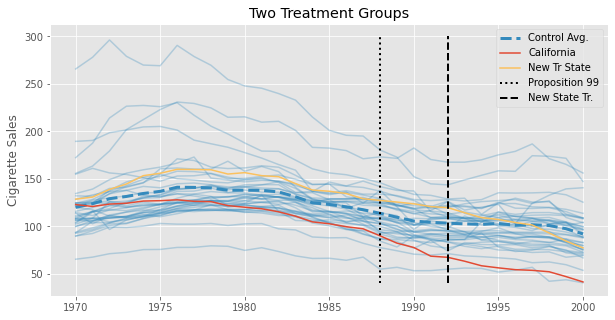 Two Treatment Groups
Cigarette Sales
300
250
200
150
100
50
1970
1975
1980
1985
1990
1995
2000
Control Avg.
California
New Tr State
Proposition 99
New State Tr.